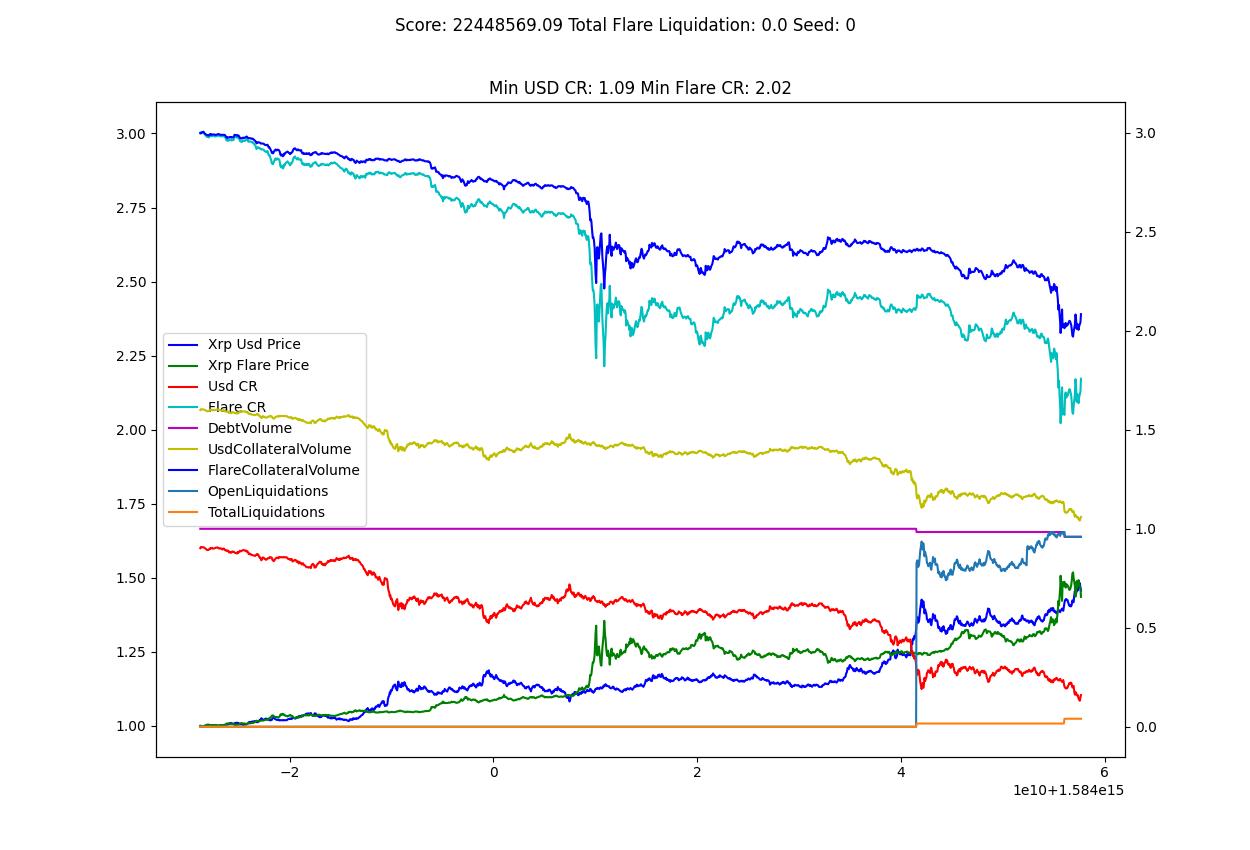 Score: 22448569.09 Total Flare Liquidation: 0.0 Seed: 0
Min USD CR: 1.09 Min Flare CR: 2.02
3.00
2.75
2.50
2.25
2.00
1.75
1.50
1.25
1.00
3.0
2.5
2.0
1.5
1.0
0.5
0.0
Xrp Usd Price
Xrp Flare Price
Usd CR
Flare CR
DebtVolume
UsdCollateralVolume
FlareCollateralVolume
OpenLiquidations
TotalLiquidations
−2 0 2 4 6
1e10+1.584e15